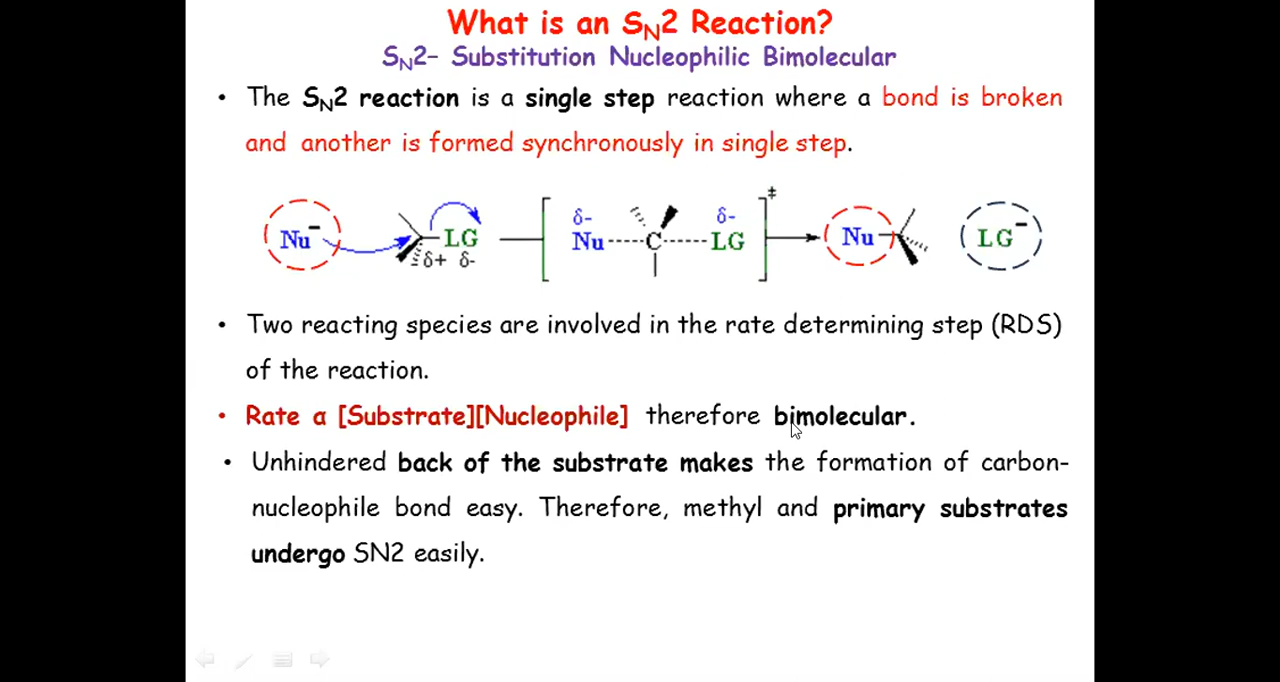 What is an SN2 Reaction?
SN2– Substitution Nucleophilic Bimolecular
• The SN2 reaction is a single step reaction where a bond is broken
and another is formed synchronously in single step.
Nu⁻ LG δ+ δ- [ δ- Nu C δ- LG ]‡ Nu LG⁻
• Two reacting species are involved in the rate determining step (RDS)
of the reaction.
• Rate a [Substrate][Nucleophile] therefore bimolecular.
• Unhindered back of the substrate makes the formation of carbon-
nucleophile bond easy. Therefore, methyl and primary substrates
undergo SN2 easily.